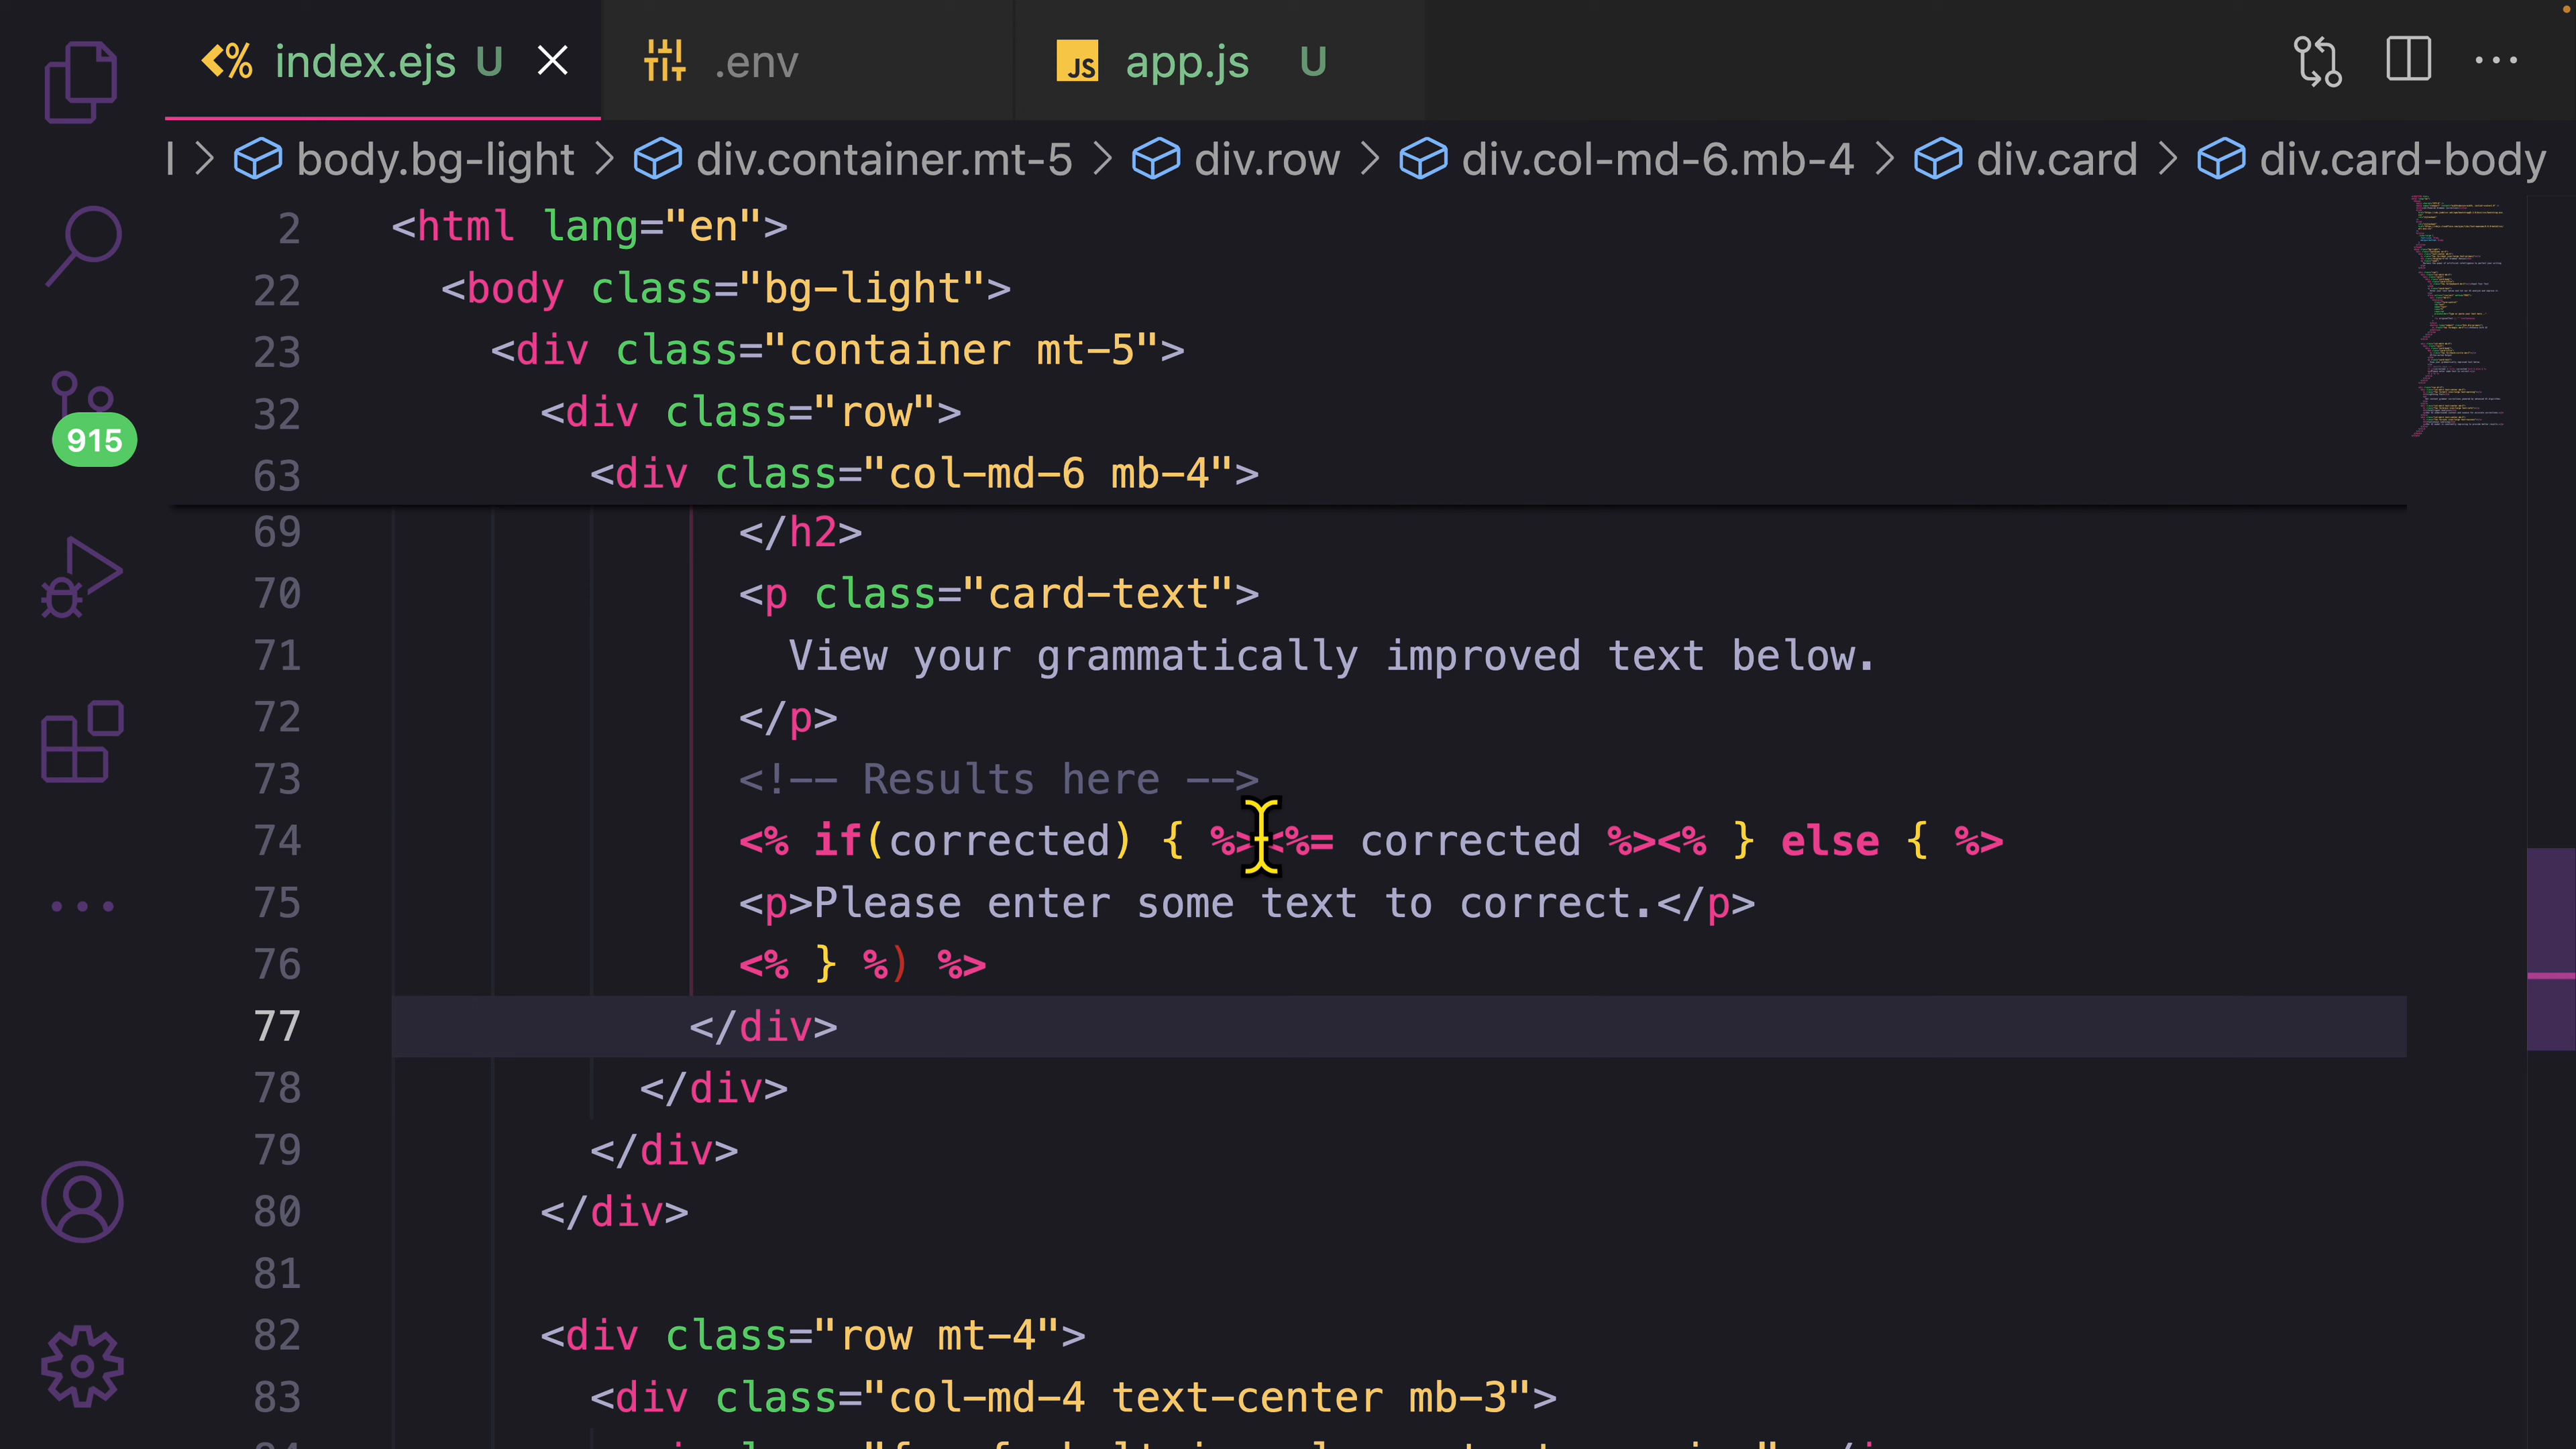 index.ejs U
.env
JS app.js U
body.bg-light > div.container.mt-5 > div.row > div.col-md-6.mb-4 > div.card > div.card-body
2 <html lang="en">
22 <body class="bg-light">
23 <div class="container mt-5">
32 <div class="row">
63 <div class="col-md-6 mb-4">
69 </h2>
70 <p class="card-text">
71 View your grammatically improved text below.
72 </p>
73 <!-- Results here -->
74 <% if(corrected) { %><%= corrected %><% } else { %>
75 <p>Please enter some text to correct.</p>
76 <% } %) %>
77 </div>
78 </div>
79 </div>
80 </div>
81
82 <div class="row mt-4">
83 <div class="col-md-4 text-center mb-3">
915